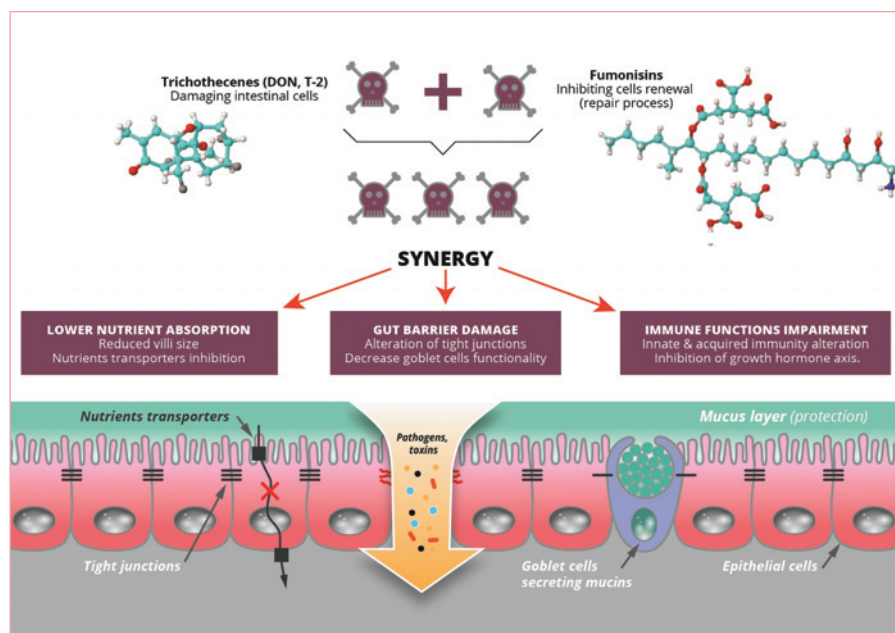 Trichothecenes (DON, T-2)
Damaging intestinal cells
Fumonisins
Inhibiting cells renewal
(repair process)
SYNERGY
LOWER NUTRIENT ABSORPTION
Reduced villi size
Nutrients transporters inhibition
GUT BARRIER DAMAGE
Alteration of tight junctions
Decrease goblet cells functionality
IMMUNE FUNCTIONS IMPAIRMENT
Innate & acquired immunity alteration
Inhibition of growth hormone axis.
Nutrients transporters
Pathogens,
toxins
Mucus layer (protection)
Tight junctions
Goblet cells
secreting mucins
Epithelial cells